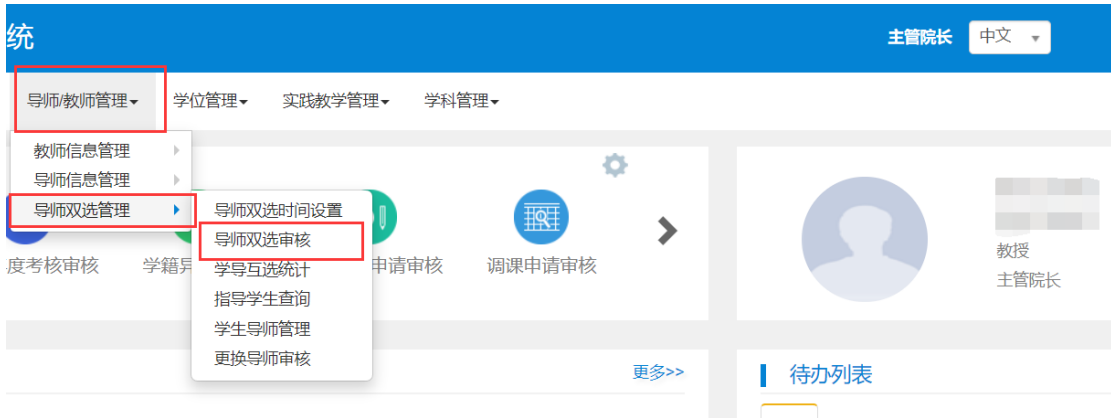 统
主管院长
中文
导师/教师管理
学位管理
实践教学管理
学科管理
教师信息管理
导师信息管理
导师双选管理
导师双选时间设置
导师双选审核
学导互选统计
指导学生查询
学生导师管理
更换导师审核
度考核审核
学籍异
申请审核
调课申请审核
教授
主管院长
更多>>
待办列表